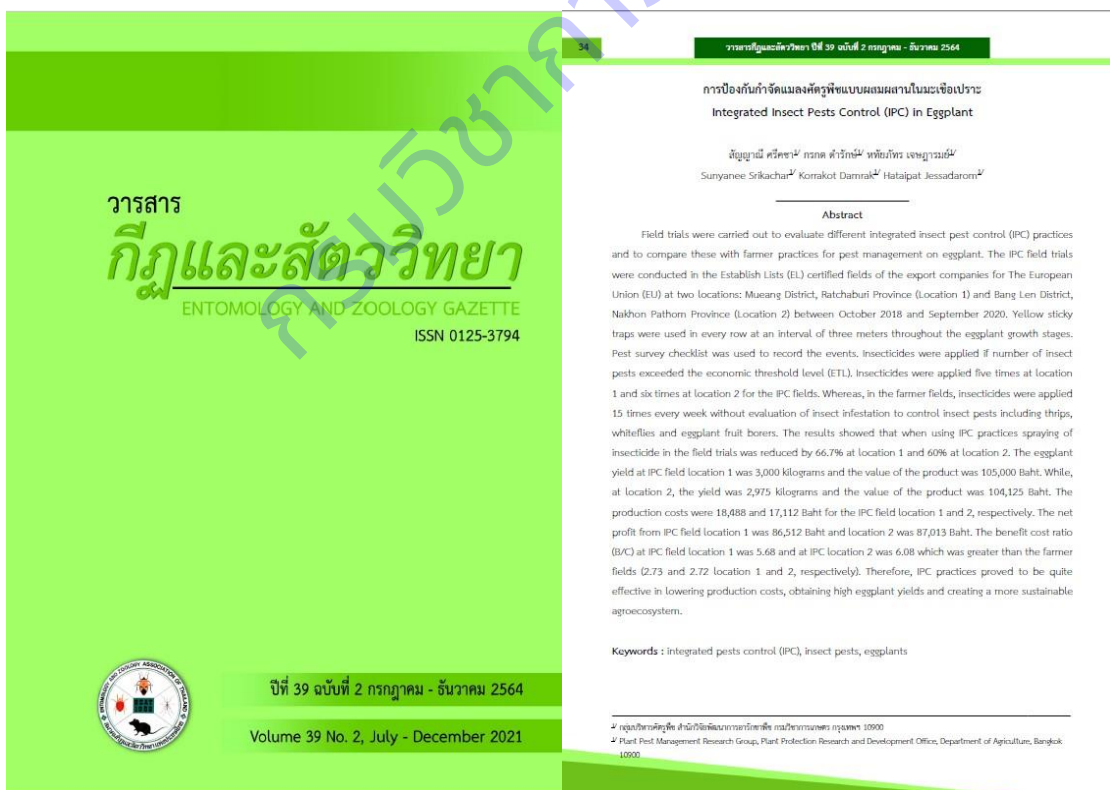 วารสาร
กีฏและสัตววิทยา
ENTOMOLOGY AND ZOOLOGY GAZETTE
ISSN 0125-3794
ENTOMOLOGY AND ZOOLOGY ASSOCIATION OF THAILAND
ปีที่ 39 ฉบับที่ 2 กรกฎาคม - ธันวาคม 2564
Volume 39 No. 2, July - December 2021
34
วารสารกีฏและสัตววิทยา ปีที่ 39 ฉบับที่ 2 กรกฎาคม - ธันวาคม 2564
การป้องกันกำจัดแมลงศัตรูพืชแบบผสมผสานในมะเขือเปราะ
Integrated Insect Pests Control (IPC) in Eggplant
สัญญาณี ศรีคชา1/ กรกต ดำรักษ์1/ หทัยภัทร เจษฎารมย์1/
Sunyanee Srikachar1/ Korrakot Damrak1/ Hataipat Jessadarom1/
Abstract
Field trials were carried out to evaluate different integrated insect pest control (IPC) practices
and to compare these with farmer practices for pest management on eggplant. The IPC field trials
were conducted in the Establish Lists (EL) certified fields of the export companies for The European
Union (EU) at two locations: Mueang District, Ratchaburi Province (Location 1) and Bang Len District,
Nakhon Pathom Province (Location 2) between October 2018 and September 2020. Yellow sticky
traps were used in every row at an interval of three meters throughout the eggplant growth stages.
Pest survey checklist was used to record the events. Insecticides were applied if number of insect
pests exceeded the economic threshold level (ETL). Insecticides were applied five times at location
1 and six times at location 2 for the IPC fields. Whereas, in the farmer fields, insecticides were applied
15 times every week without evaluation of insect infestation to control insect pests including thrips,
whiteflies and eggplant fruit borers. The results showed that when using IPC practices spraying of
insecticide in the field trials was reduced by 66.7% at location 1 and 60% at location 2. The eggplant
yield at IPC field location 1 was 3,000 kilograms and the value of the product was 105,000 Baht. While,
at location 2, the yield was 2,975 kilograms and the value of the product was 104,125 Baht. The
production costs were 18,488 and 17,112 Baht for the IPC field location 1 and 2, respectively. The net
profit from IPC field location 1 was 86,512 Baht and location 2 was 87,013 Baht. The benefit cost ratio
(B/C) at IPC field location 1 was 5.68 and at IPC location 2 was 6.08 which was greater than the farmer
fields (2.73 and 2.72 location 1 and 2, respectively). Therefore, IPC practices proved to be quite
effective in lowering production costs, obtaining high eggplant yields and creating a more sustainable
agroecosystem.
Keywords : integrated pests control (IPC), insect pests, eggplants
1/ กลุ่มบริหารศัตรูพืช สำนักวิจัยพัฒนาการอารักขาพืช กรมวิชาการเกษตร กรุงเทพฯ 10900
1/ Plant Pest Management Research Group, Plant Protection Research and Development Office, Department of Agriculture, Bangkok
10900
กรมวิชาการ